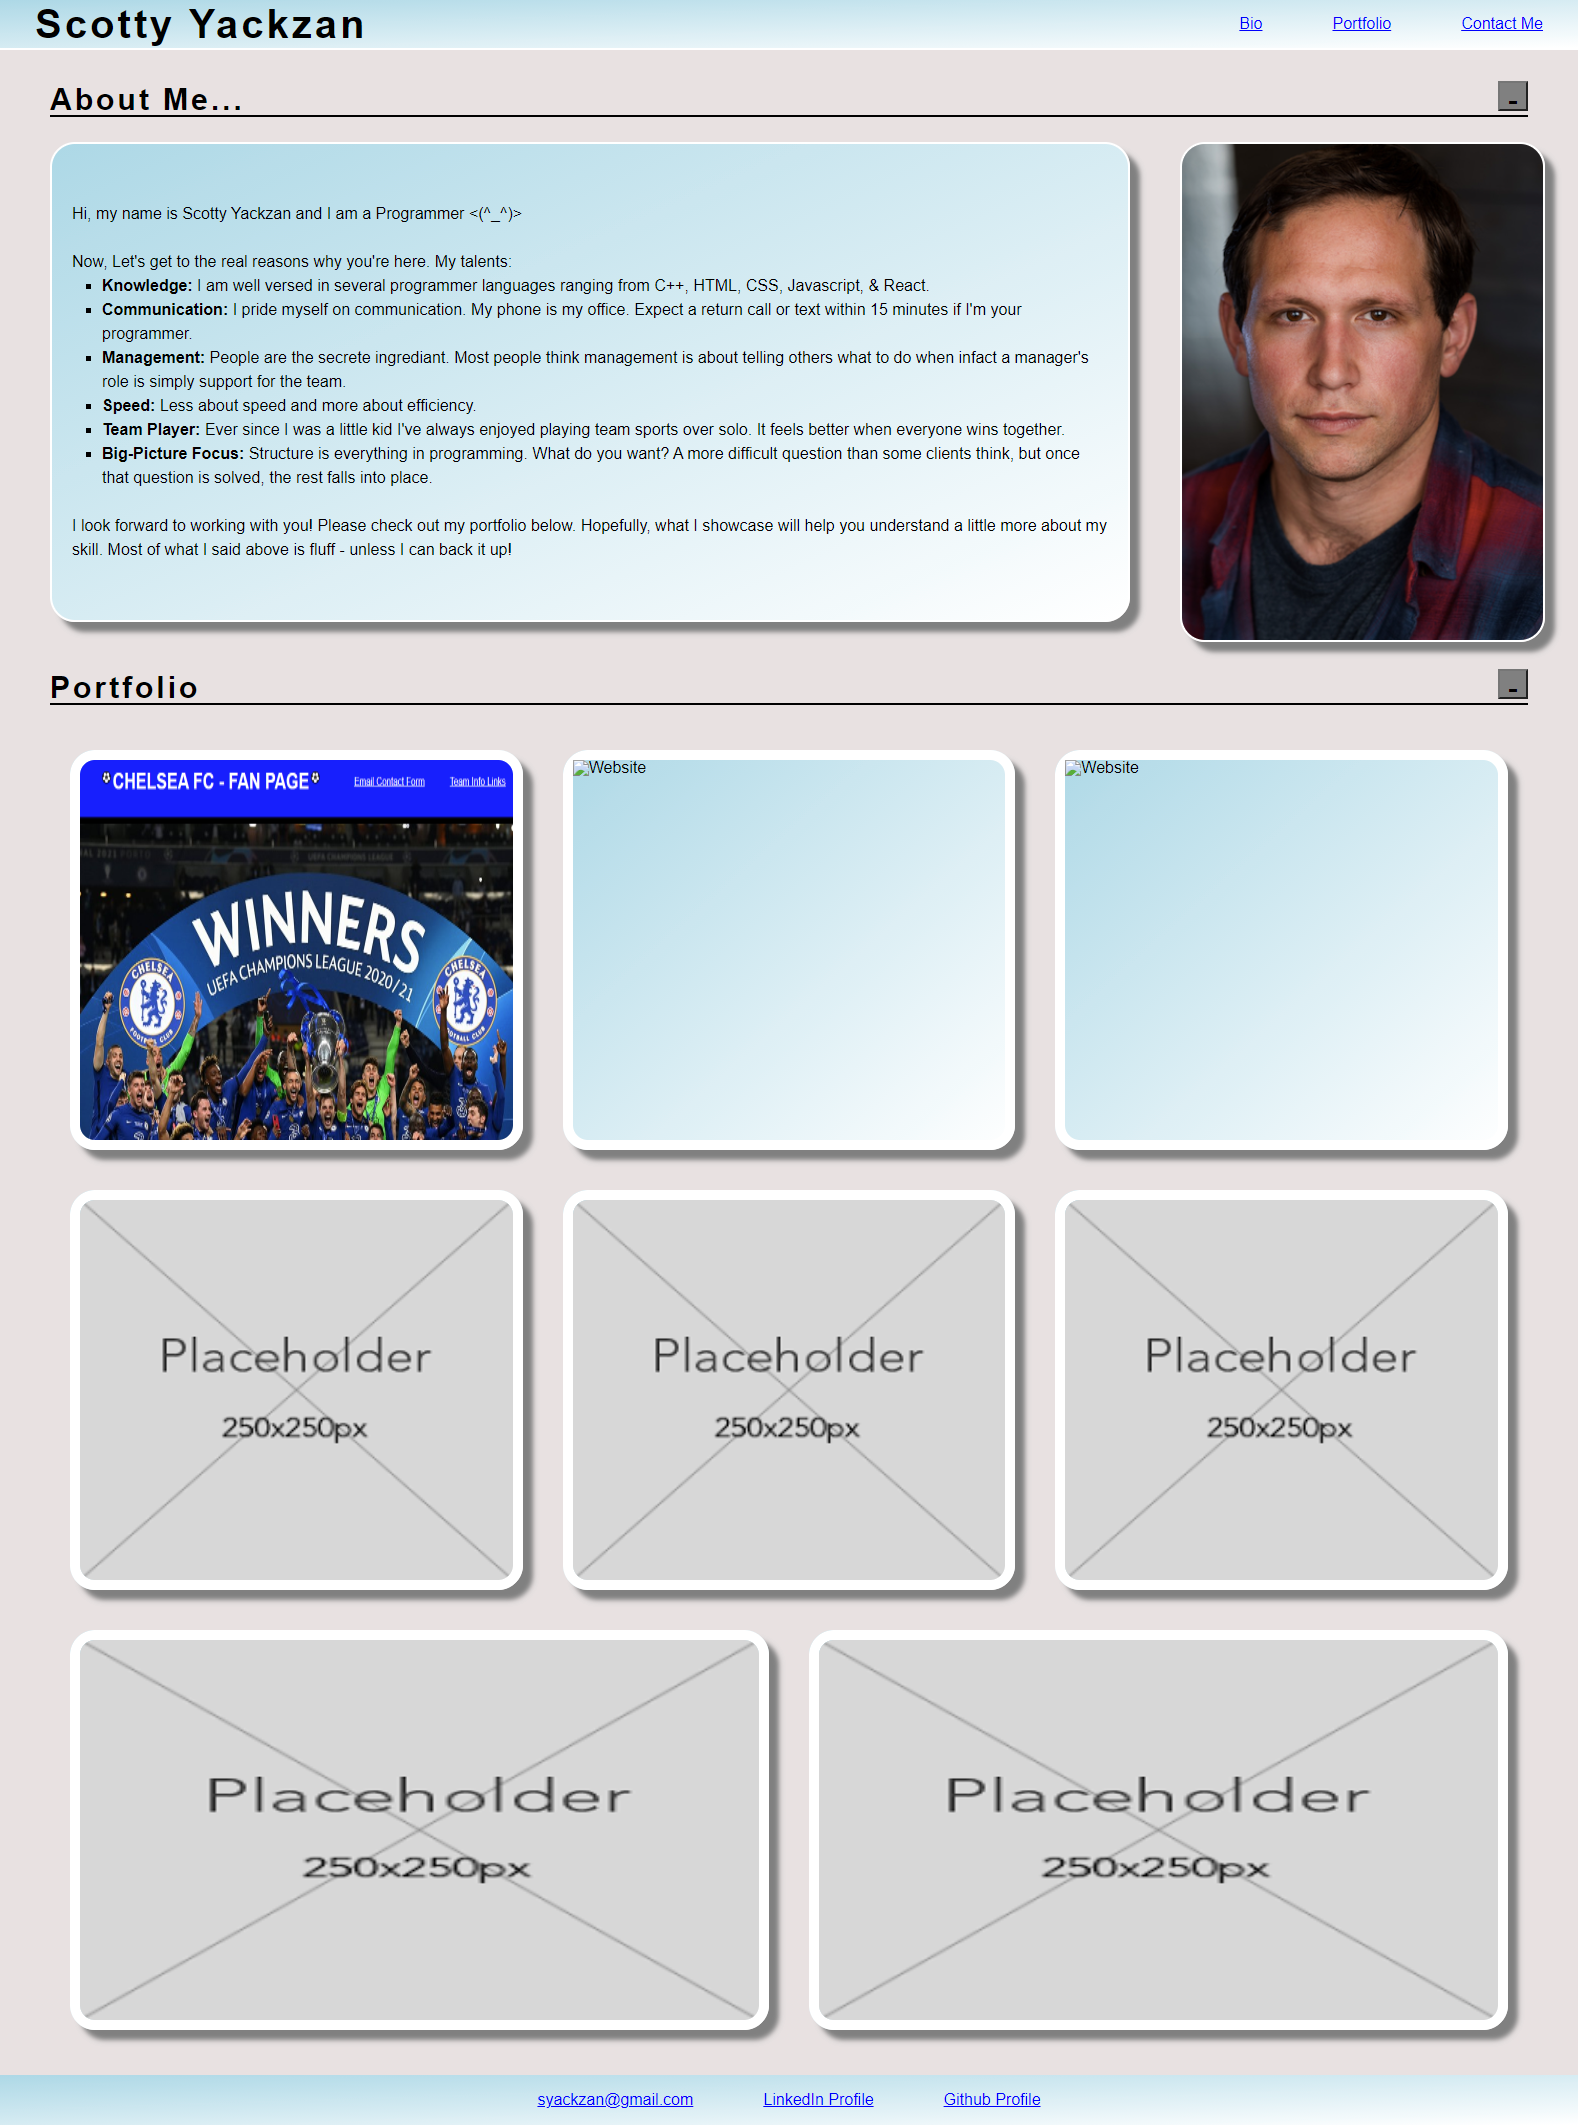 Scotty Yackzan
Bio
Portfolio
Contact Me
About Me...
-
Hi, my name is Scotty Yackzan and I am a Programmer <(^_^)>
Now, Let's get to the real reasons why you're here. My talents:
Knowledge: I am well versed in several programmer languages ranging from C++, HTML, CSS, Javascript, & React.
Communication: I pride myself on communication. My phone is my office. Expect a return call or text within 15 minutes if I'm your
programmer.
Management: People are the secrete ingrediant. Most people think management is about telling others what to do when infact a manager's
role is simply support for the team.
Speed: Less about speed and more about efficiency.
Team Player: Ever since I was a little kid I've always enjoyed playing team sports over solo. It feels better when everyone wins together.
Big-Picture Focus: Structure is everything in programming. What do you want? A more difficult question than some clients think, but once
that question is solved, the rest falls into place.
I look forward to working with you! Please check out my portfolio below. Hopefully, what I showcase will help you understand a little more about my
skill. Most of what I said above is fluff - unless I can back it up!
Portfolio
-
CHELSEA FC - FAN PAGE
Email Contact Form
Team Info Links
UEFA CHAMPIONS LEAGUE
WINNERS
UEFA CHAMPIONS LEAGUE 2020/21
CHELSEA
FOOTBALL CLUB
CHELSEA
FOOTBALL CLUB
Website
Website
Placeholder
250x250px
Placeholder
250x250px
Placeholder
250x250px
Placeholder
250x250px
Placeholder
250x250px
syackzan@gmail.com
LinkedIn Profile
Github Profile